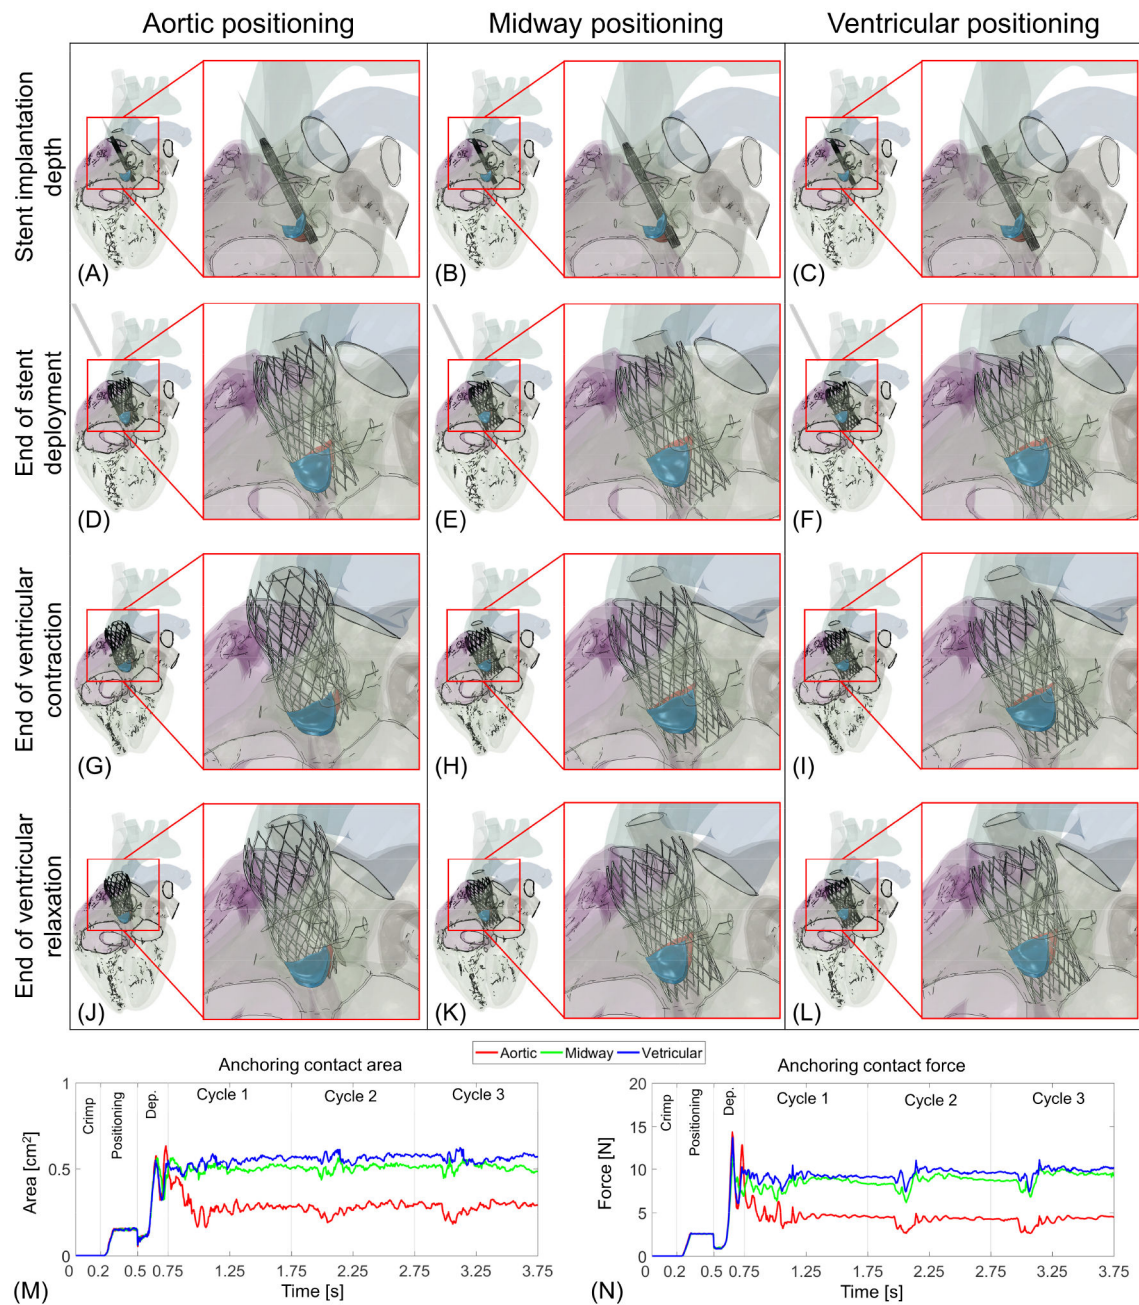 Aortic positioning
Midway positioning
Ventricular positioning
Stent implantation
depth
(A)
(B)
(C)
End of stent
deployment
(D)
(E)
(F)
End of ventricular
contraction
(G)
(H)
(I)
End of ventricular
relaxation
(J)
(K)
(L)
Aortic Midway Vetricular
Anchoring contact area
Area [cm²]
1
0.5
0
Crimp
Positioning
Dep.
Cycle 1
Cycle 2
Cycle 3
0 0.2 0.5 0.75 1.25 1.75 2.25 2.75 3.25 3.75
Time [s]
(M)
Anchoring contact force
Force [N]
20
15
10
5
0
Crimp
Positioning
Dep.
Cycle 1
Cycle 2
Cycle 3
0 0.2 0.5 0.75 1.25 1.75 2.25 2.75 3.25 3.75
Time [s]
(N)